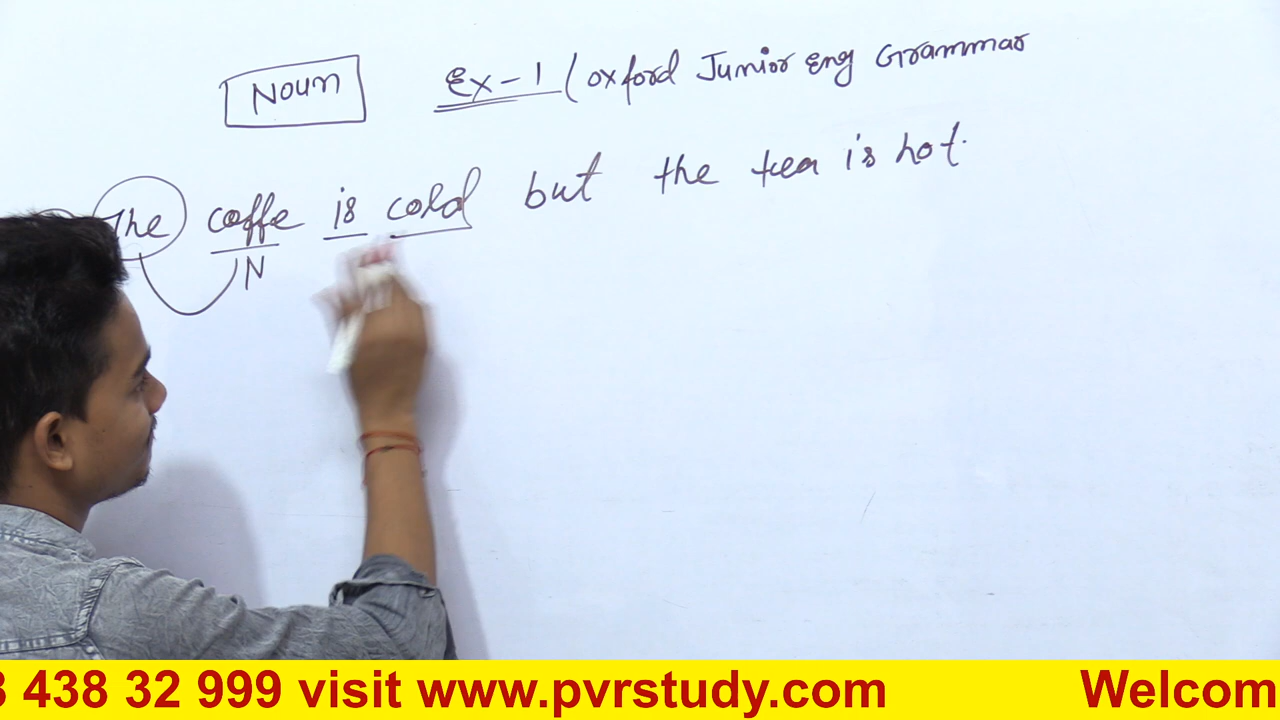 Noun Ex-1 (Oxford Junior Eng Grammar
The coffe is cold but the tea is hot.
N
3 438 32 999 visit www.pvrstudy.com Welcom